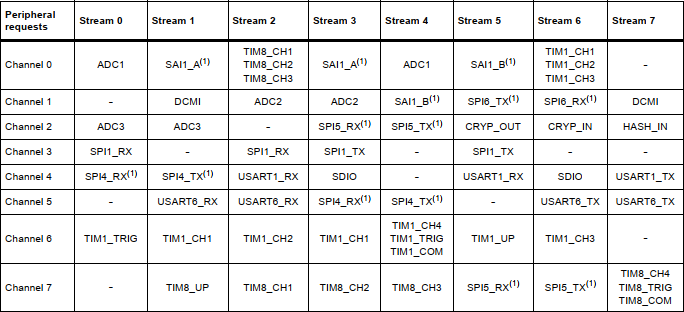 Peripheral requests Stream 0 Stream 1 Stream 2 Stream 3 Stream 4 Stream 5 Stream 6 Stream 7
Channel 0 ADC1 SAI1_A(1) TIM8_CH1 TIM8_CH2 TIM8_CH3 SAI1_A(1) ADC1 SAI1_B(1) TIM1_CH1 TIM1_CH2 TIM1_CH3 -
Channel 1 - DCMI ADC2 ADC2 SAI1_B(1) SPI6_TX(1) SPI6_RX(1) DCMI
Channel 2 ADC3 ADC3 - SPI5_RX(1) SPI5_TX(1) CRYP_OUT CRYP_IN HASH_IN
Channel 3 SPI1_RX - SPI1_RX SPI1_TX - SPI1_TX - -
Channel 4 SPI4_RX(1) SPI4_TX(1) USART1_RX SDIO - USART1_RX SDIO USART1_TX
Channel 5 - USART6_RX USART6_RX SPI4_RX(1) SPI4_TX(1) - USART6_TX USART6_TX
Channel 6 TIM1_TRIG TIM1_CH1 TIM1_CH2 TIM1_CH1 TIM1_CH4 TIM1_TRIG TIM1_COM TIM1_UP TIM1_CH3 -
Channel 7 - TIM8_UP TIM8_CH1 TIM8_CH2 TIM8_CH3 SPI5_RX(1) SPI5_TX(1) TIM8_CH4 TIM8_TRIG TIM8_COM